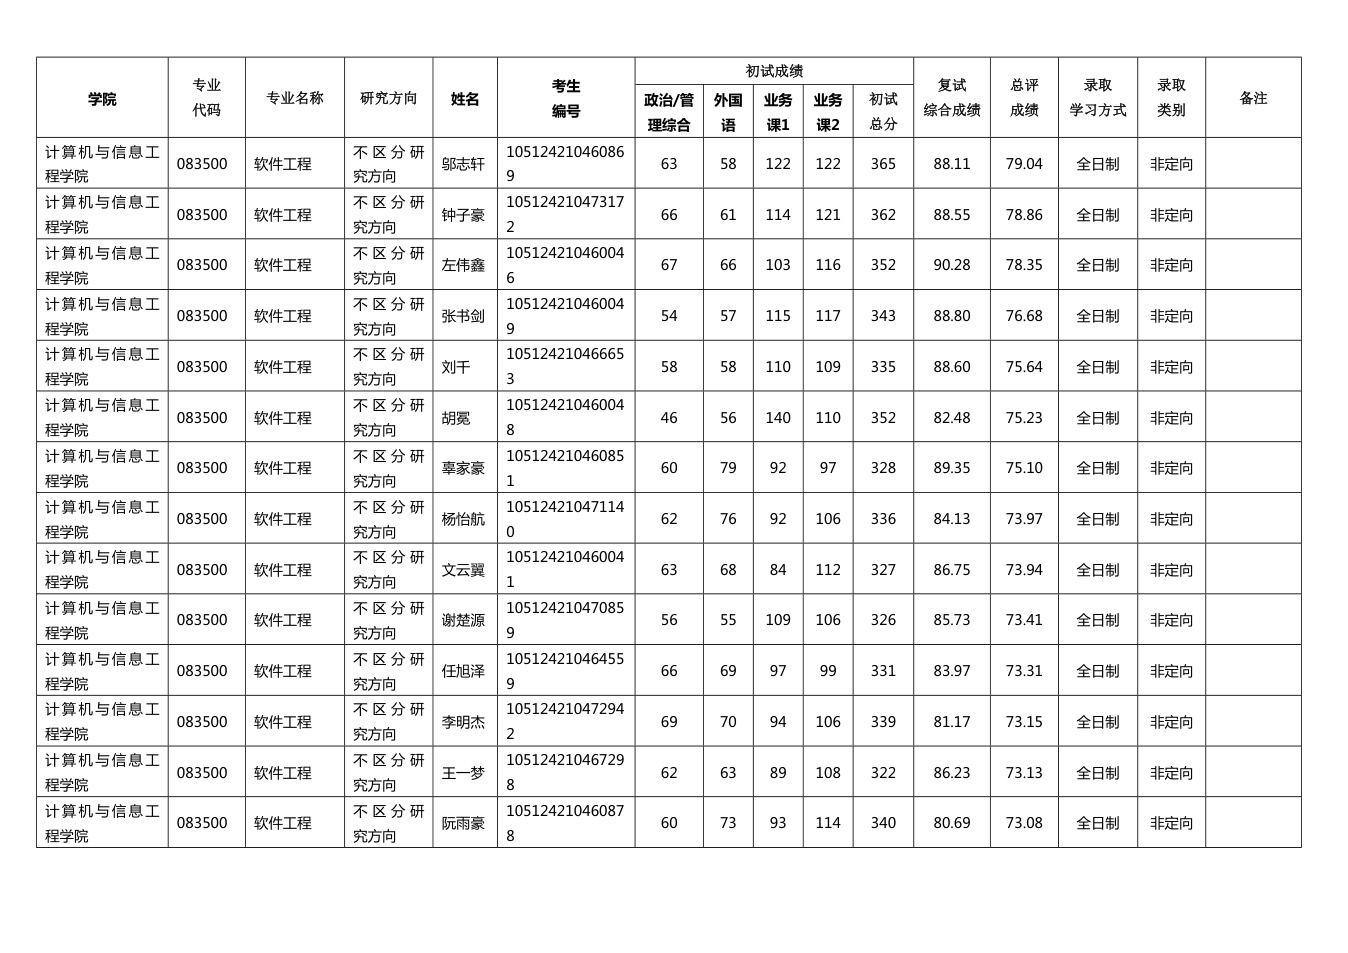 学院 专业代码 专业名称 研究方向 姓名 考生编号 初试成绩 复试综合成绩 总评成绩 录取学习方式 录取类别 备注
政治/管理综合 外国语 业务课1 业务课2 初试总分
计算机与信息工程学院 083500 软件工程 不区分研究方向 邬志轩 105124210460869 63 58 122 122 365 88.11 79.04 全日制 非定向
计算机与信息工程学院 083500 软件工程 不区分研究方向 钟子豪 105124210473172 66 61 114 121 362 88.55 78.86 全日制 非定向
计算机与信息工程学院 083500 软件工程 不区分研究方向 左伟鑫 105124210460046 67 66 103 116 352 90.28 78.35 全日制 非定向
计算机与信息工程学院 083500 软件工程 不区分研究方向 张书剑 105124210460049 54 57 115 117 343 88.80 76.68 全日制 非定向
计算机与信息工程学院 083500 软件工程 不区分研究方向 刘千 105124210466653 58 58 110 109 335 88.60 75.64 全日制 非定向
计算机与信息工程学院 083500 软件工程 不区分研究方向 胡冕 105124210460048 46 56 140 110 352 82.48 75.23 全日制 非定向
计算机与信息工程学院 083500 软件工程 不区分研究方向 辜家豪 105124210460851 60 79 92 97 328 89.35 75.10 全日制 非定向
计算机与信息工程学院 083500 软件工程 不区分研究方向 杨怡航 105124210471140 62 76 92 106 336 84.13 73.97 全日制 非定向
计算机与信息工程学院 083500 软件工程 不区分研究方向 文云翼 105124210460041 63 68 84 112 327 86.75 73.94 全日制 非定向
计算机与信息工程学院 083500 软件工程 不区分研究方向 谢楚源 105124210470859 56 55 109 106 326 85.73 73.41 全日制 非定向
计算机与信息工程学院 083500 软件工程 不区分研究方向 任旭泽 105124210464559 66 69 97 99 331 83.97 73.31 全日制 非定向
计算机与信息工程学院 083500 软件工程 不区分研究方向 李明杰 105124210472942 69 70 94 106 339 81.17 73.15 全日制 非定向
计算机与信息工程学院 083500 软件工程 不区分研究方向 王一梦 105124210467298 62 63 89 108 322 86.23 73.13 全日制 非定向
计算机与信息工程学院 083500 软件工程 不区分研究方向 阮雨豪 105124210460878 60 73 93 114 340 80.69 73.08 全日制 非定向